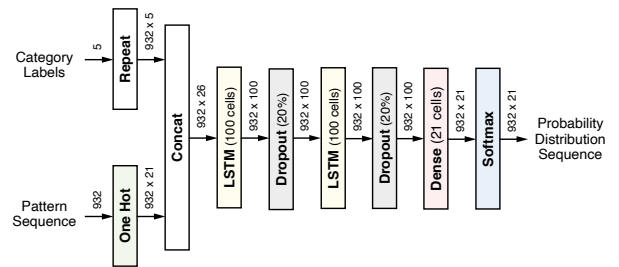 Category
Labels
5
Repeat
932 x 5
Pattern
Sequence
932
One Hot
932 x 21
Concat
932 x 26
LSTM (100 cells)
932 x 100
Dropout (20%)
932 x 100
LSTM (100 cells)
932 x 100
Dropout (20%)
932 x 100
Dense (21 cells)
932 x 21
Softmax
932 x 21
Probability
Distribution
Sequence